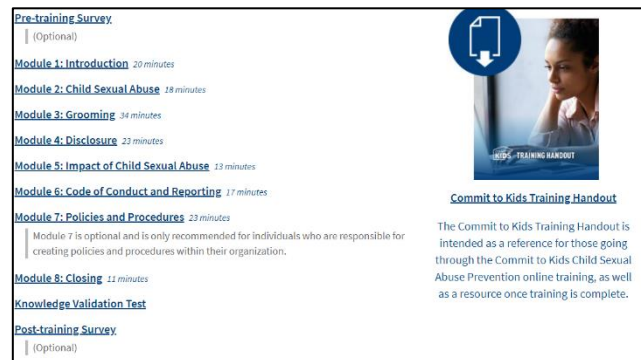 Pre-training Survey
(Optional)
Module 1: Introduction 20 minutes
Module 2: Child Sexual Abuse 18 minutes
Module 3: Grooming 34 minutes
Module 4: Disclosure 23 minutes
Module 5: Impact of Child Sexual Abuse 13 minutes
Module 6: Code of Conduct and Reporting 17 minutes
Module 7: Policies and Procedures 23 minutes
Module 7 is optional and is only recommended for individuals who are responsible for
creating policies and procedures within their organization.
Module 8: Closing 11 minutes
Knowledge Validation Test
Post-training Survey
(Optional)
KIDS TRAINING HANDOUT
Commit to Kids Training Handout
The Commit to Kids Training Handout is
intended as a reference for those going
through the Commit to Kids Child Sexual
Abuse Prevention online training, as well
as a resource once training is complete.